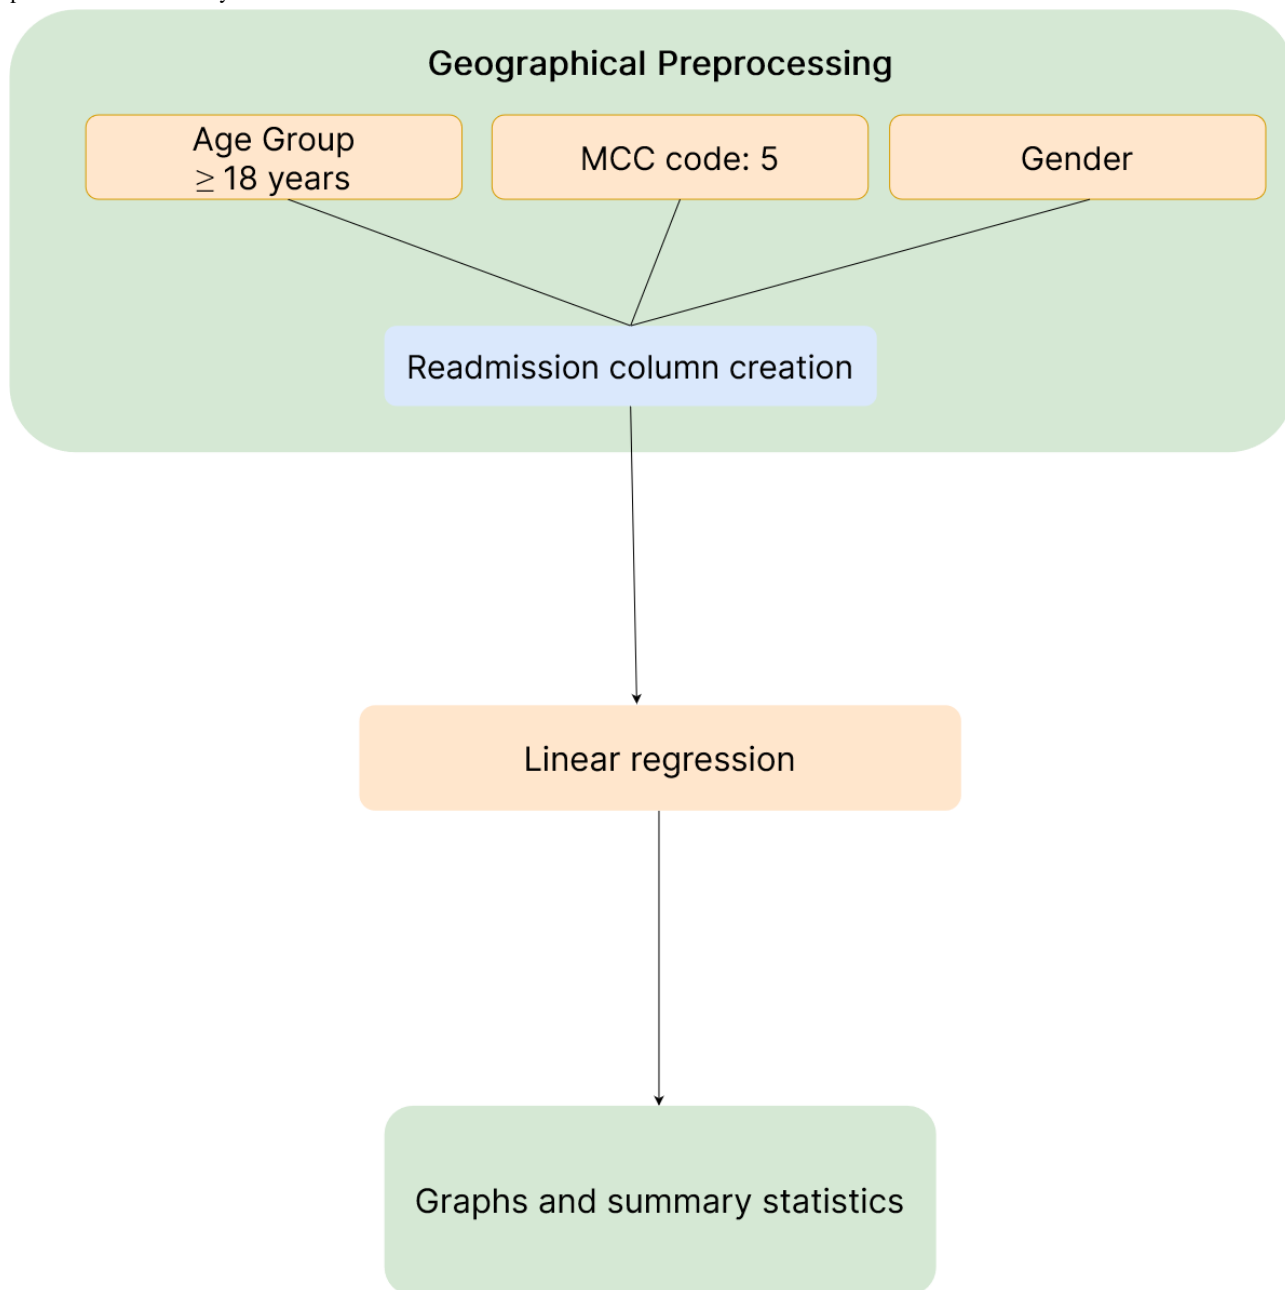 Geographical Preprocessing
Age Group
≥ 18 years
MCC code: 5
Gender
Readmission column creation
Linear regression
Graphs and summary statistics